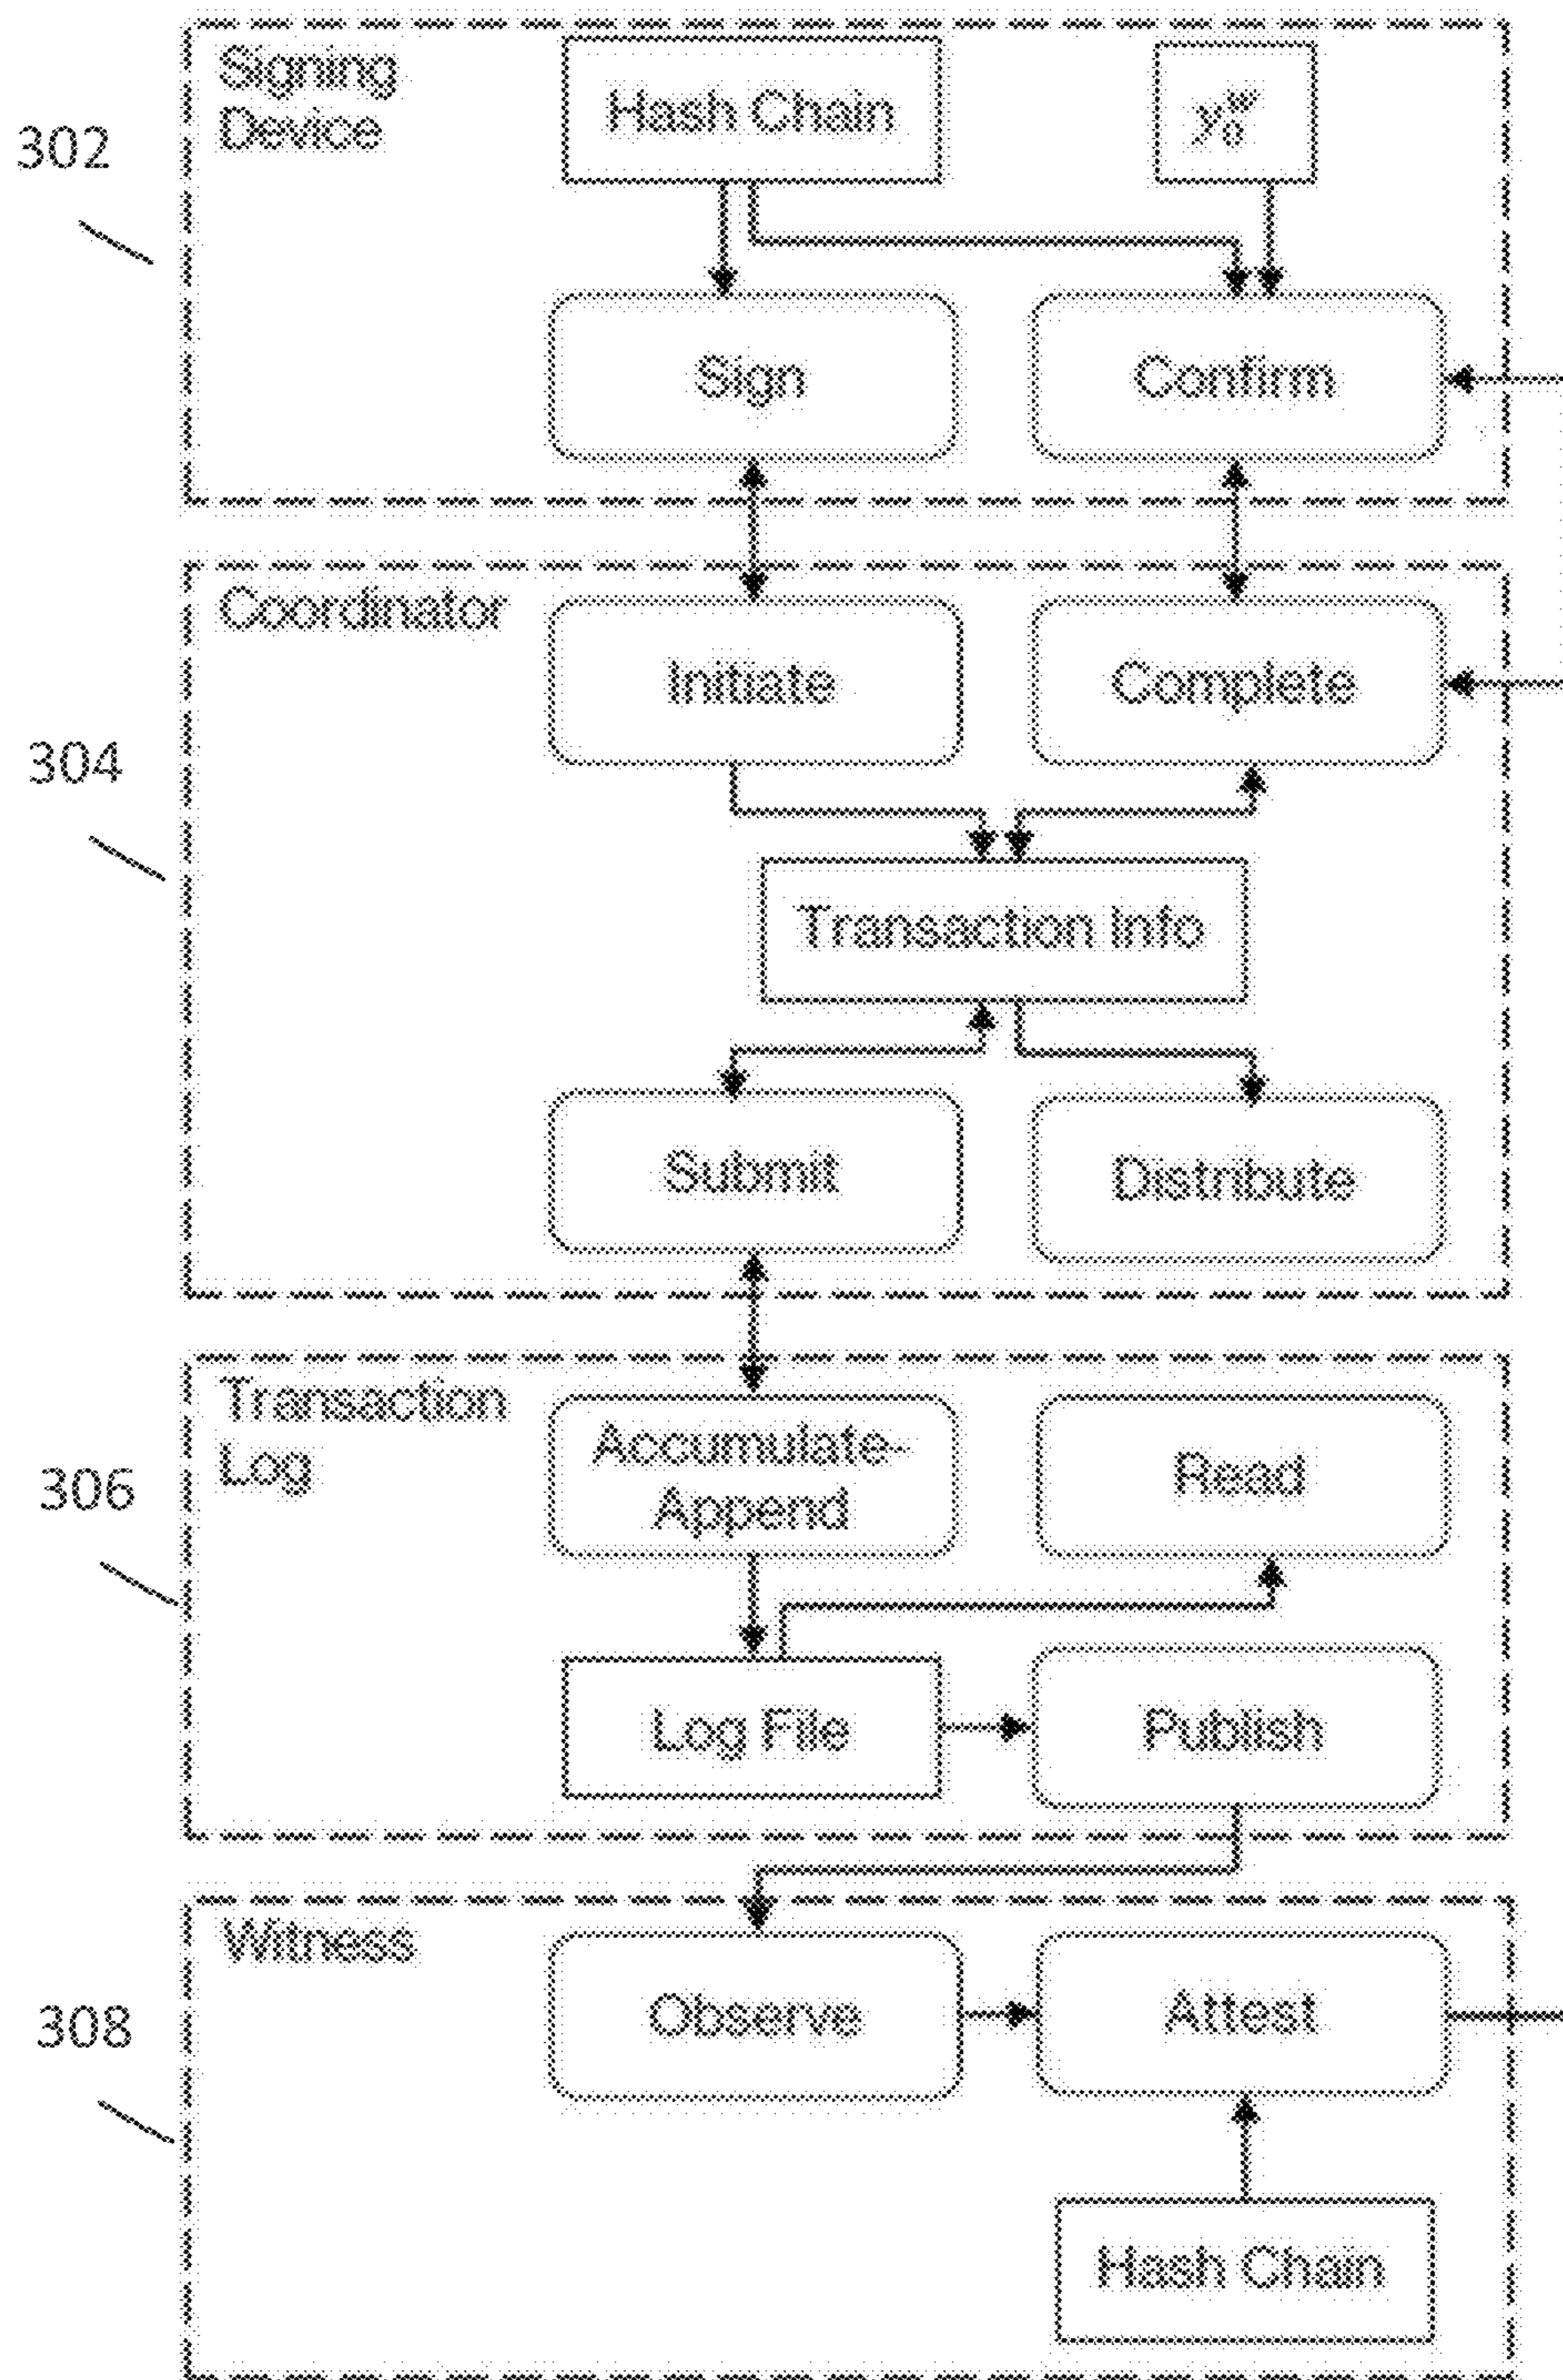 Signing
Device
Hash Chain
y₀ʷ
302
Sign
Confirm
Coordinator
Initiate
Complete
304
Transaction Info
Submit
Distribute
Transaction
Log
Accumulate-
Append
Read
306
Log File
Publish
Witness
Observe
Attest
308
Hash Chain